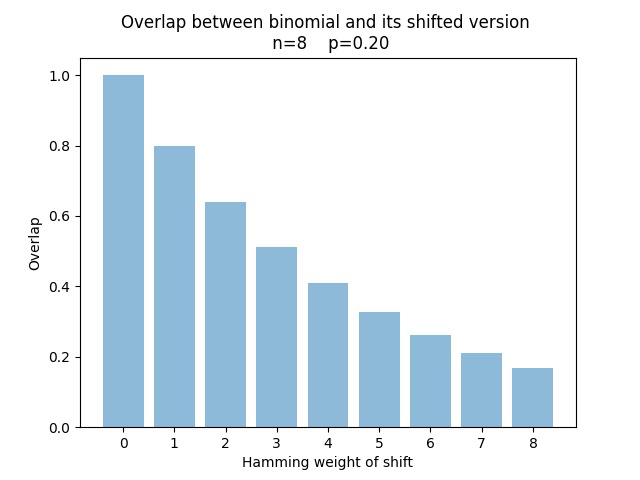 Overlap between binomial and its shifted version
n=8 p=0.20
1.0
0.8
0.6
0.4
0.2
0.0
Overlap
0 1 2 3 4 5 6 7 8
Hamming weight of shift